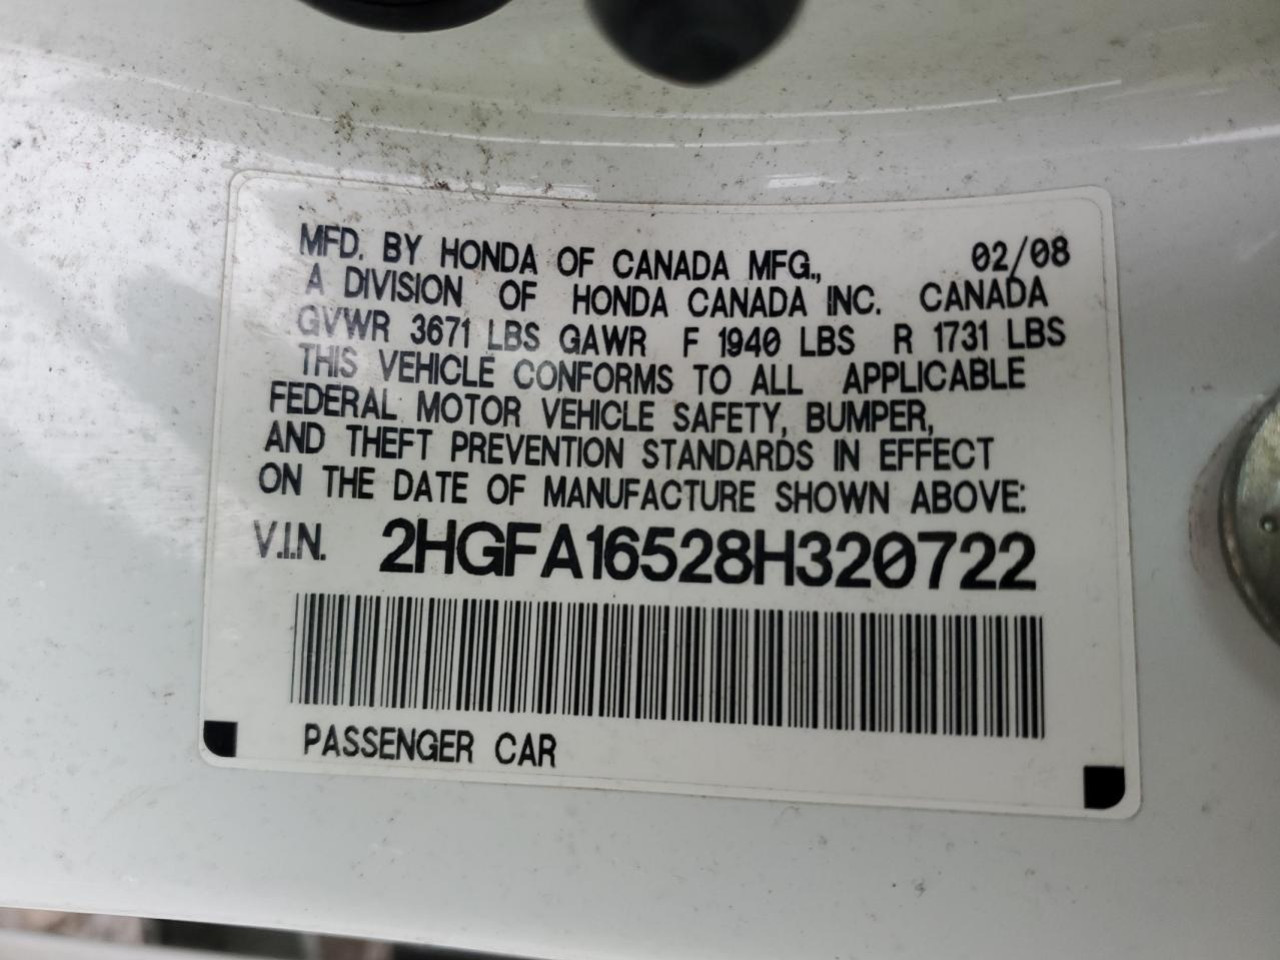 MFD. BY HONDA OF CANADA MFG., 02/08
A DIVISION OF HONDA CANADA INC. CANADA
GVWR 3671 LBS GAWR F 1940 LBS R 1731 LBS
THIS VEHICLE CONFORMS TO ALL APPLICABLE
FEDERAL MOTOR VEHICLE SAFETY, BUMPER,
AND THEFT PREVENTION STANDARDS IN EFFECT
ON THE DATE OF MANUFACTURE SHOWN ABOVE:
V.I.N. 2HGFA16528H320722
PASSENGER CAR